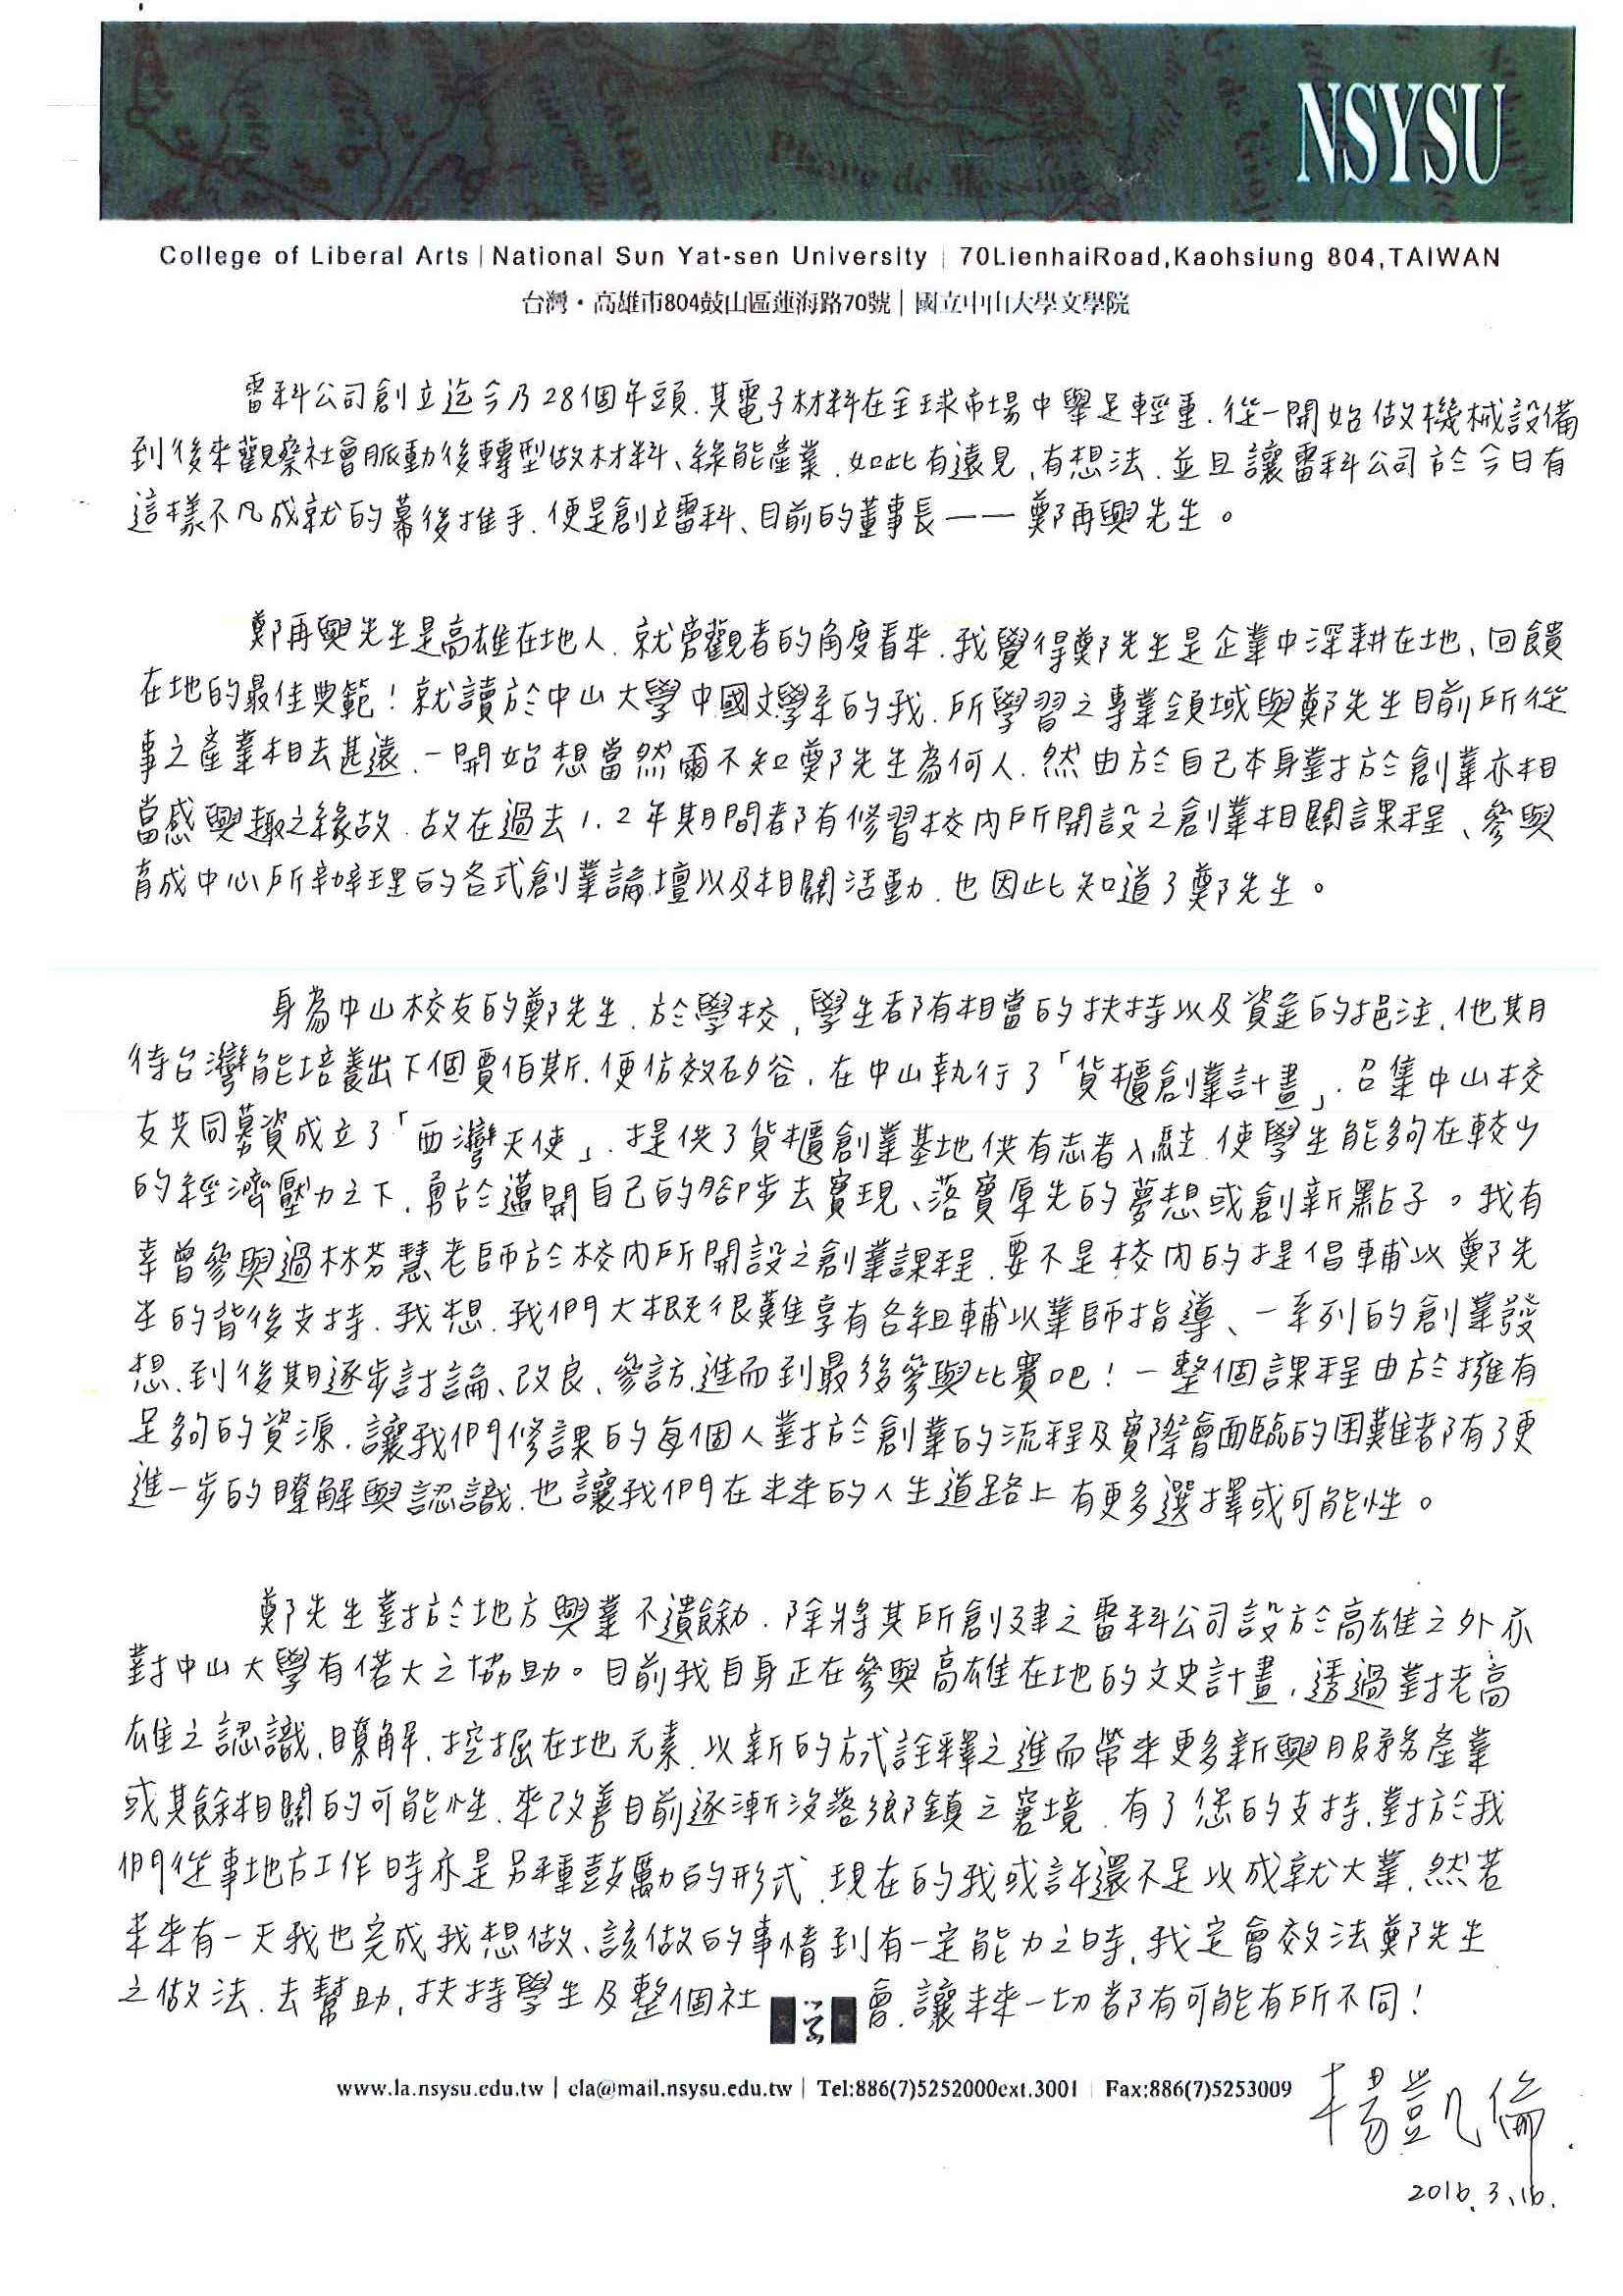 NSYSU
Plaine de Messine
College of Liberal Arts | National Sun Yat-sen University | 70LienhaiRoad,Kaohsiung 804,TAIWAN
台灣・高雄市804鼓山區蓮海路70號 | 國立中山大學文學院
雷科公司創立迄今乃28個年頭,其電子材料在全球市場中舉足輕重,從一開始做機械設備
到後來觀察社會脈動後轉型做材料、綠能產業,如此有遠見、有想法,並且讓雷科公司於今日有
這樣不凡成就的幕後推手,便是創立雷科、目前的董事長——鄭再興先生。
鄭再興先生是高雄在地人,就旁觀者的角度看來,我覺得鄭先生是企業中深耕在地、回饋
在地的最佳典範!就讀於中山大學中國文學系的我,所學習之專業領域與鄭先生目前所從
事之產業相去甚遠,一開始想當然爾不知鄭先生為何人,然由於自己本身對於創業亦相
當感興趣之緣故,故在過去1、2年期間都有修習校內所開設之創業相關課程、參與
育成中心所辦理的各式創業論壇以及相關活動,也因此知道了鄭先生。
身為中山校友的鄭先生,於學校、學生都有相當的扶持以及資金的挹注,他期
待台灣能培養出下個賈伯斯,便仿效矽谷,在中山執行了「貨櫃創業計畫」,召集中山校
友共同募資成立了「西灣天使」,提供了貨櫃創業基地供有志者入駐,使學生能夠在較少
的經濟壓力之下,勇於邁開自己的腳步去實現、落實原先的夢想或創新點子。我有
幸曾參與過林芬慧老師於校內所開設之創業課程,要不是校內的提倡輔以鄭先
生的背後支持,我想,我們大概很難享有各組輔以業師指導、一系列的創業發
想、到後期逐步討論、改良、參訪,進而到最後參與比賽吧!一整個課程由於擁有
足夠的資源,讓我們修課的每個人對於創業的流程及實際會面臨的困難都有了更
進一步的瞭解與認識,也讓我們在未來的人生道路上有更多選擇或可能性。
鄭先生對於地方興業不遺餘力,除將其所創建之雷科公司設於高雄之外亦
對中山大學有偌大之協助。目前我自身正在參與高雄在地的文史計畫,透過對老高
雄之認識、瞭解,挖掘在地元素,以新的方式詮釋之進而帶來更多新興服務產業
或其餘相關的可能性,來改善目前逐漸沒落鄉鎮之窘境,有了您的支持,對於我
們從事地方工作時亦是另種鼓勵的形式,現在的我或許還不足以成就大業,然若
未來有一天我也完成我想做、該做的事情到有一定能力之時,我定會效法鄭先生
之做法,去幫助,扶持學生及整個社會,讓未來一切都有可能有所不同!
www.la.nsysu.edu.tw | cla@mail.nsysu.edu.tw | Tel:886(7)5252000ext.3001 | Fax:886(7)5253009
楊凱倫
2016.3.16.